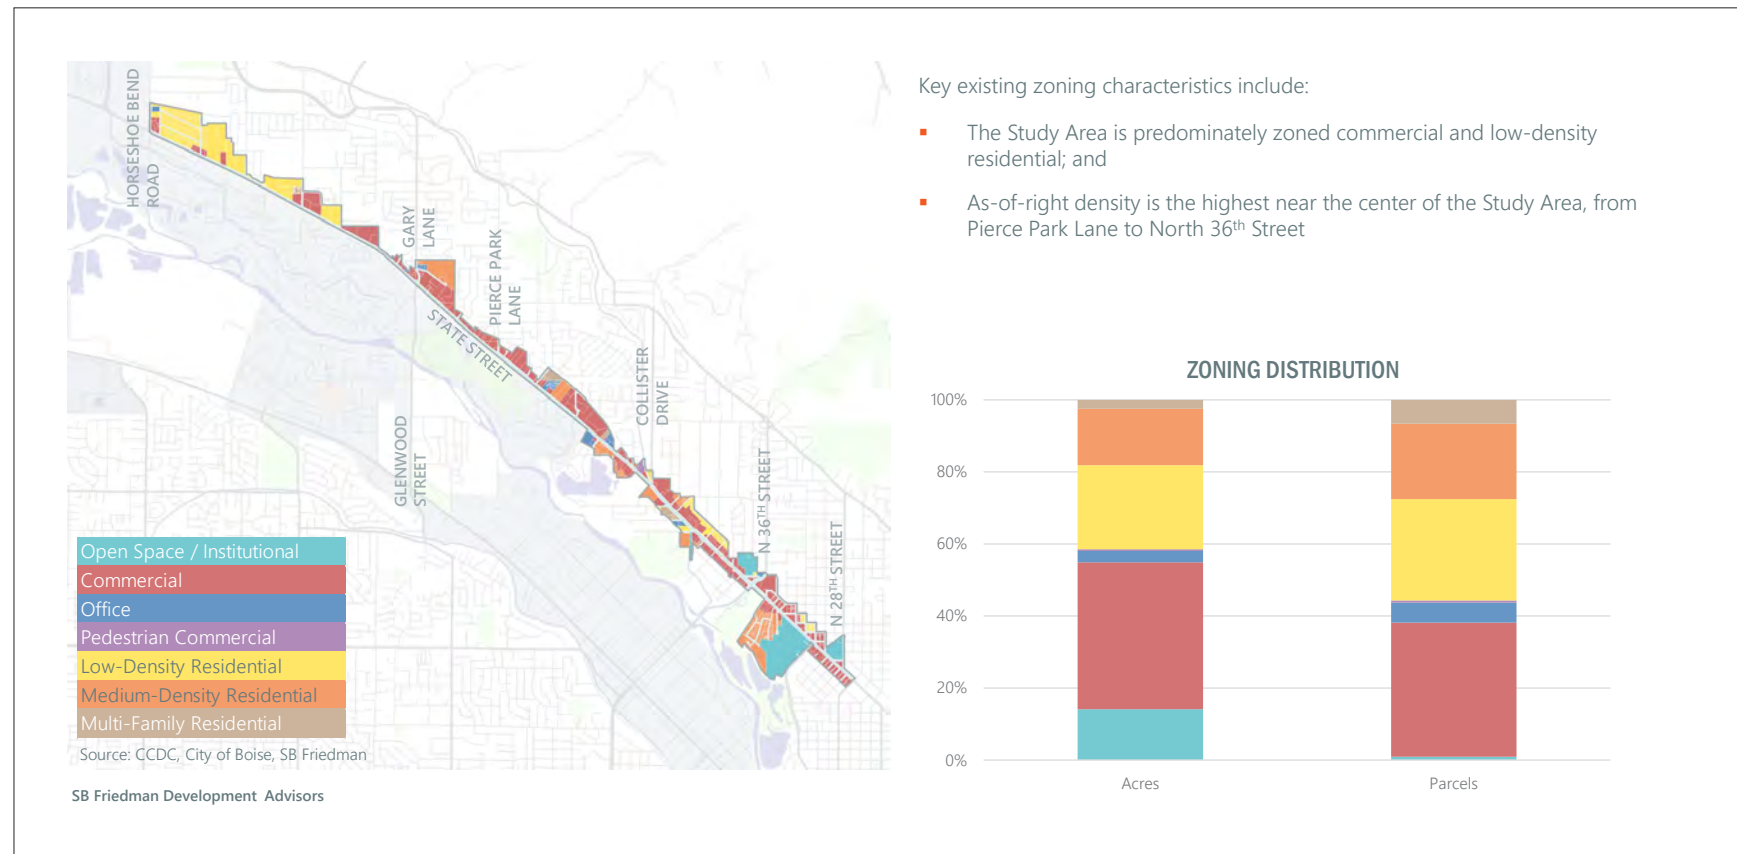 HORSESHOE BEND
ROAD
GARY
LANE
PIERCE PARK
LANE
STATE STREET
COLLISTER
DRIVE
GLENWOOD
STREET
N 36TH STREET
N 28TH STREET
Open Space / Institutional
Commercial
Office
Pedestrian Commercial
Low-Density Residential
Medium-Density Residential
Multi-Family Residential
Source: CCDC, City of Boise, SB Friedman
SB Friedman Development Advisors
Key existing zoning characteristics include:
▪ The Study Area is predominately zoned commercial and low-density
residential; and
▪ As-of-right density is the highest near the center of the Study Area, from
Pierce Park Lane to North 36th Street
ZONING DISTRIBUTION
100%
80%
60%
40%
20%
0%
Acres
Parcels